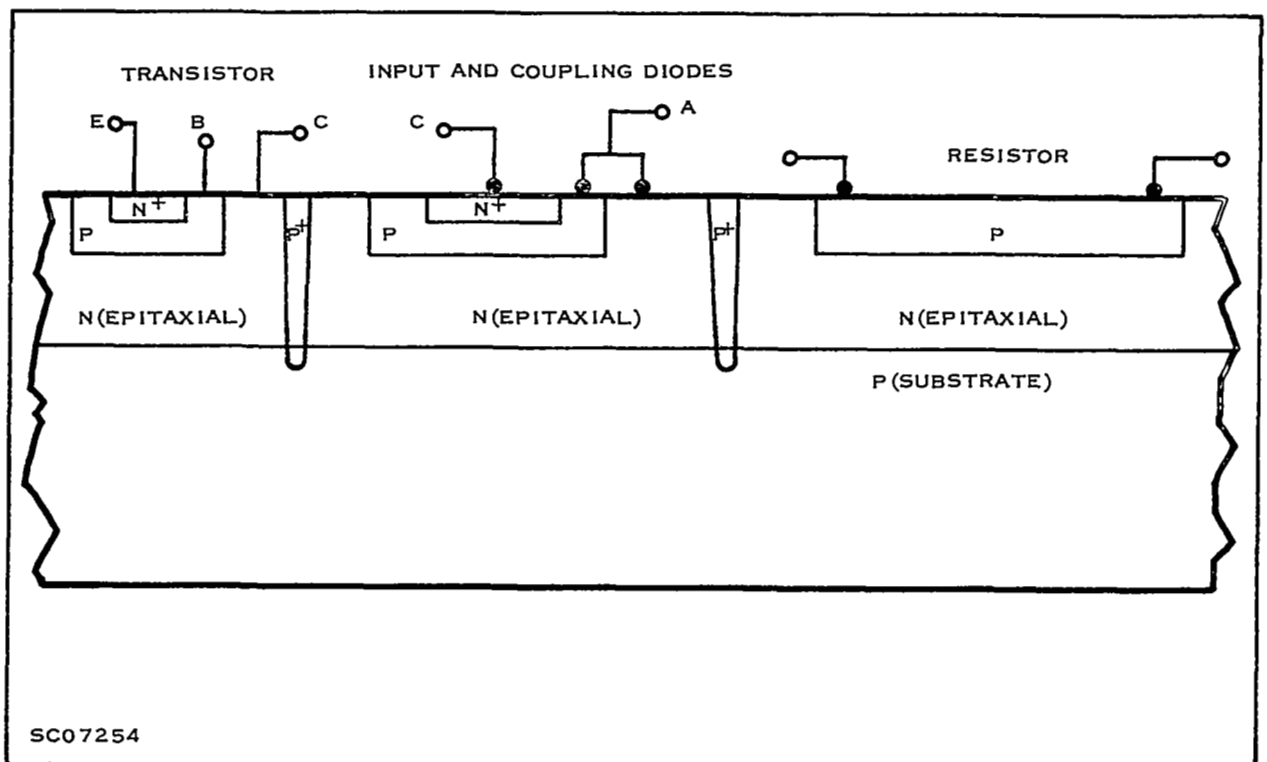 TRANSISTOR
INPUT AND COUPLING DIODES
E
B
C
C
A
RESISTOR
N+
P
P+
N+
P
P+
P
N(EPITAXIAL)
N(EPITAXIAL)
N(EPITAXIAL)
P(SUBSTRATE)
SC07254